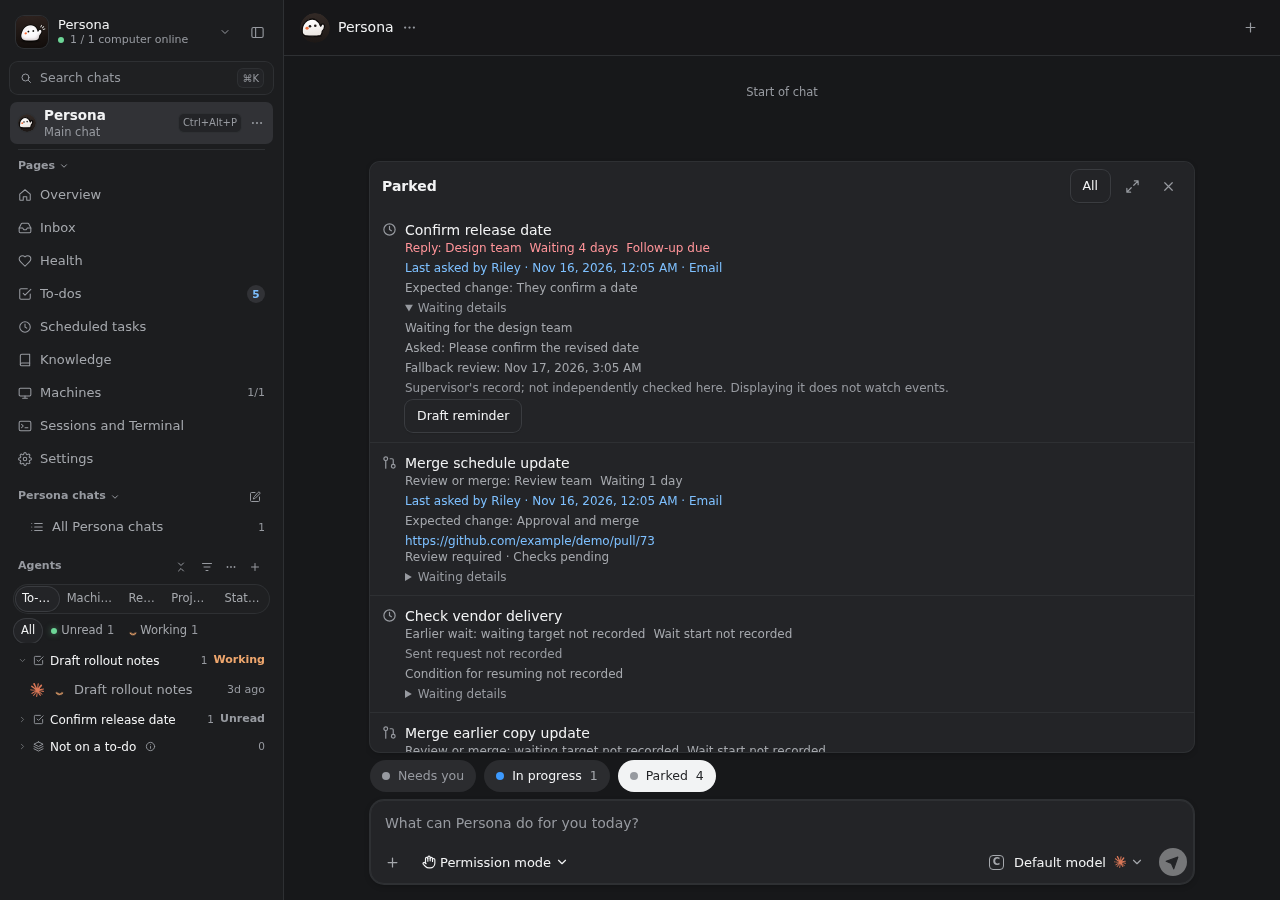 Persona
1 / 1 computer online
Search chats ⌘K
Persona
Main chat
Ctrl+Alt+P
Pages
Overview
Inbox
Health
To-dos 5
Scheduled tasks
Knowledge
Machines 1/1
Sessions and Terminal
Settings
Persona chats
All Persona chats 1
Agents
To-... Machi... Re... Proj... Stat...
All Unread 1 Working 1
Draft rollout notes 1 Working
Draft rollout notes 3d ago
Confirm release date 1 Unread
Not on a to-do 0
Persona
Start of chat
Parked All
Confirm release date
Reply: Design team Waiting 4 days Follow-up due
Last asked by Riley · Nov 16, 2026, 12:05 AM · Email
Expected change: They confirm a date
Waiting details
Waiting for the design team
Asked: Please confirm the revised date
Fallback review: Nov 17, 2026, 3:05 AM
Supervisor's record; not independently checked here. Displaying it does not watch events.
Draft reminder
Merge schedule update
Review or merge: Review team Waiting 1 day
Last asked by Riley · Nov 16, 2026, 12:05 AM · Email
Expected change: Approval and merge
https://github.com/example/demo/pull/73
Review required · Checks pending
Waiting details
Check vendor delivery
Earlier wait: waiting target not recorded Wait start not recorded
Sent request not recorded
Condition for resuming not recorded
Waiting details
Merge earlier copy update
Review or merge: waiting target not recorded Wait start not recorded
Needs you In progress 1 Parked 4
What can Persona do for you today?
Permission mode C Default model